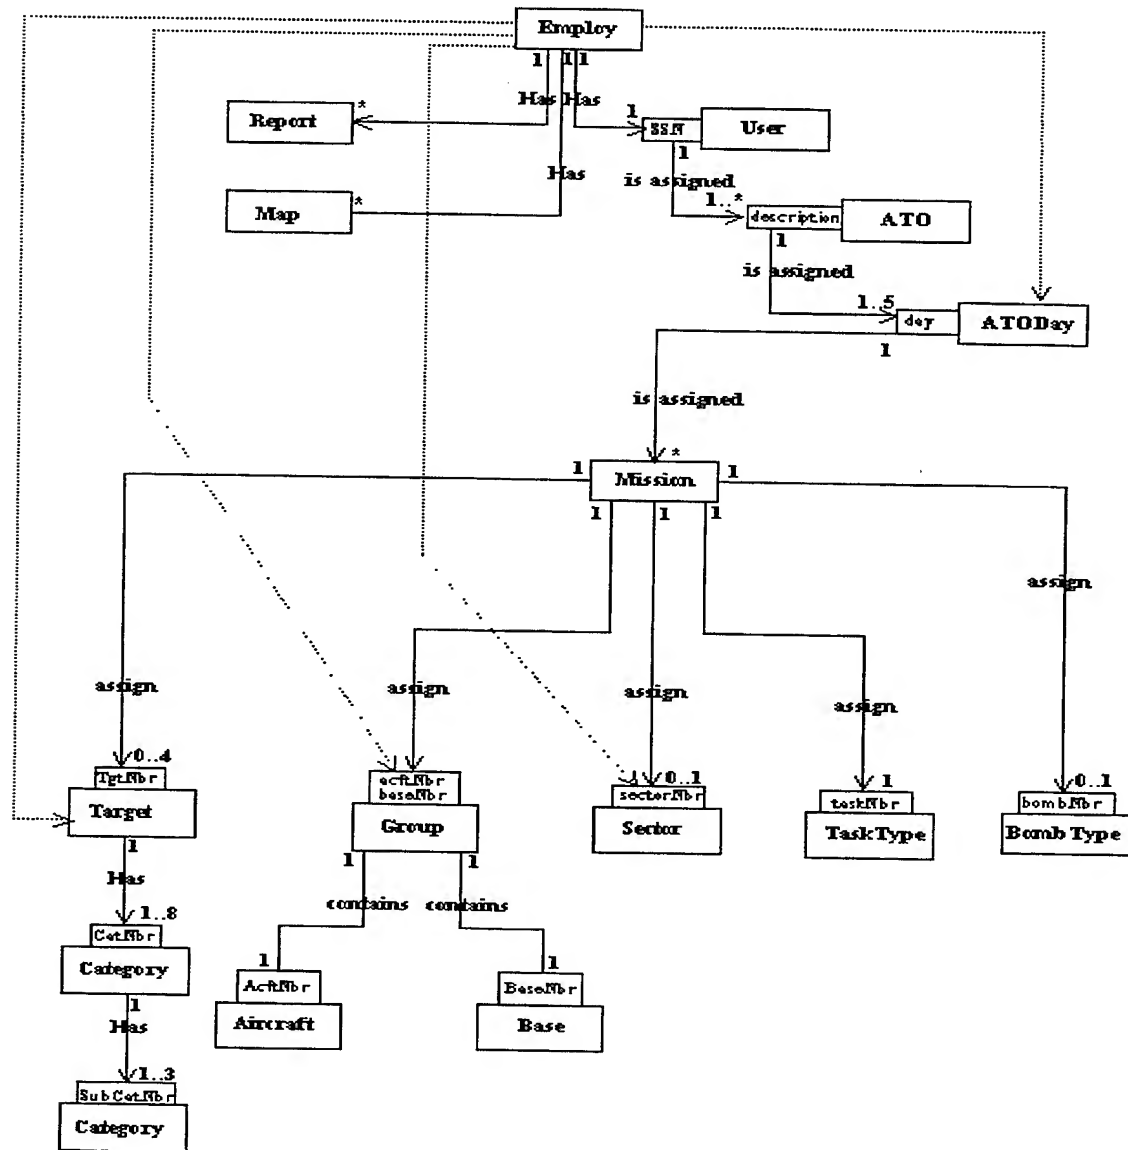 Employ
1 1 1
Has Has
Report *
1 SSN User
1
Has
is assigned
Map *
1..* description ATO
1
is assigned
1..5 day ATODay
1
is assigned
*
1 Mission 1
1 1 1
assign
assign assign assign
assign
0..4
TgtNbr
Target
acftNbr
baseNbr
Group
0..1
sectorNbr
Sector
1
taskNbr
TaskType
0..1
bombNbr
BombType
1
Has
1..8
CatNbr
Category
1
Has
1..3
SubCatNbr
Category
1 1
contains contains
1 1
AcftNbr
Aircraft
BaseNbr
Base